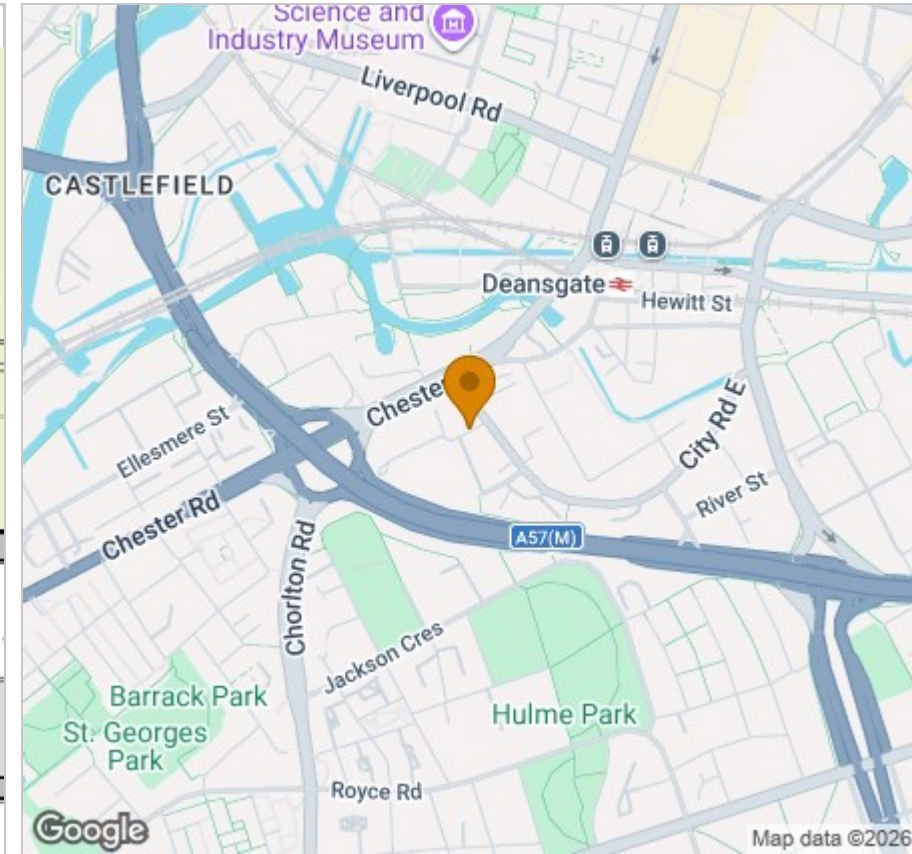 Science and
Industry Museum
Liverpool Rd
CASTLEFIELD
Deansgate
Hewitt St
Chester
City Rd E
Ellesmere St
River St
Chester Rd
A57(M)
Chorlton Rd
Jackson Cres
Barrack Park
Hulme Park
St. Georges
Park
Royce Rd
Google
Map data ©2026